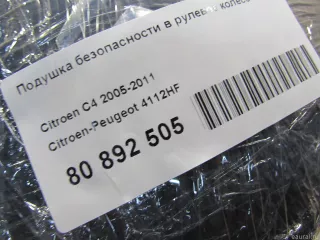 Подушка безопасности в рулевое колесо
Citroen C4 2005-2011
Citroen-Peugeot 4112HF
80 892 505